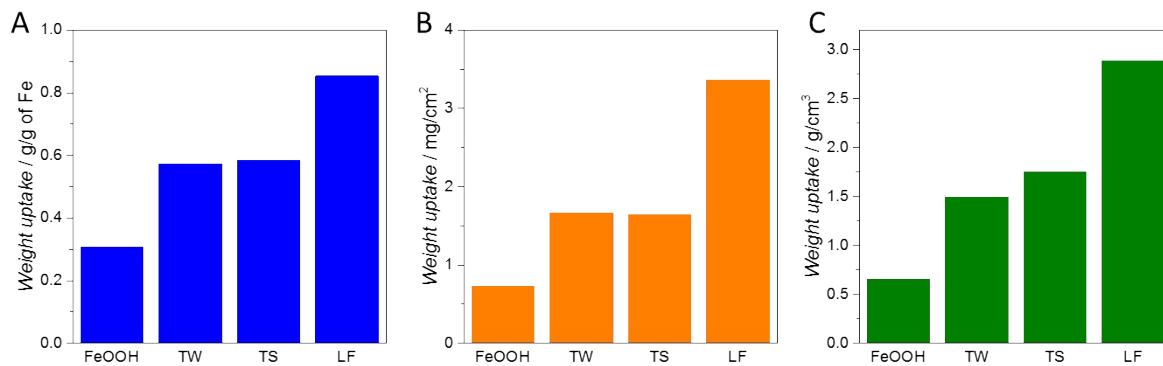 A
Weight uptake / g/g of Fe
1.0
0.8
0.6
0.4
0.2
0.0
FeOOH TW TS LF
B
Weight uptake / mg/cm²
4
3
2
1
0
FeOOH TW TS LF
C
Weight uptake / g/cm³
3.0
2.5
2.0
1.5
1.0
0.5
0.0
FeOOH TW TS LF